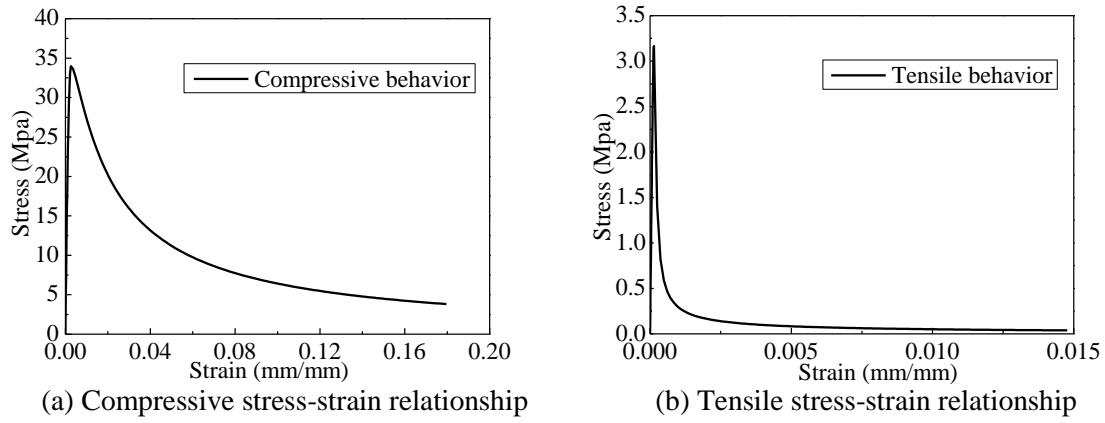 40
35
30
25
20
15
10
5
0
Stress (Mpa)
Compressive behavior
0.00 0.04 0.08 0.12 0.16 0.20
Strain (mm/mm)
(a) Compressive stress-strain relationship
3.5
3.0
2.5
2.0
1.5
1.0
0.5
0.0
Stress (Mpa)
Tensile behavior
0.000 0.005 0.010 0.015
Strain (mm/mm)
(b) Tensile stress-strain relationship